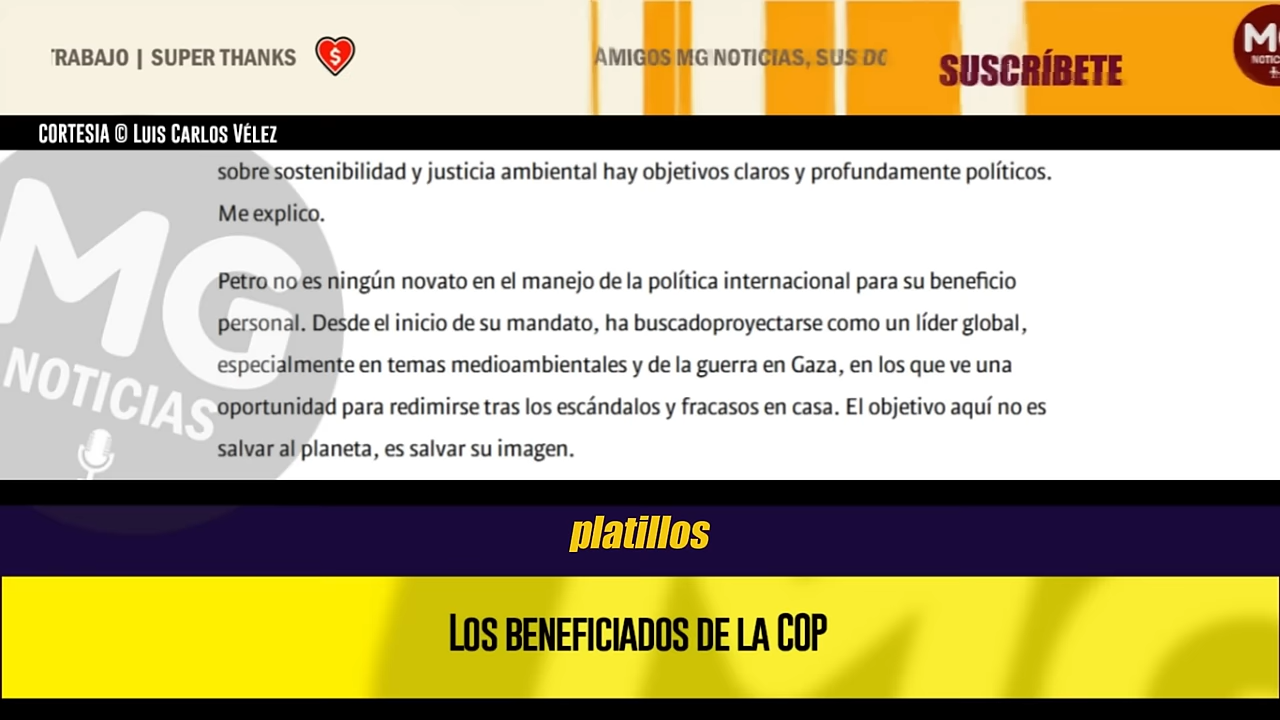 TRABAJO | SUPER THANKS
AMIGOS MG NOTICIAS, SUS
SUSCRÍBETE
MG
CORTESIA © LUIS CARLOS VÉLEZ
sobre sostenibilidad y justicia ambiental hay objetivos claros y profundamente políticos.
Me explico.
Petro no es ningún novato en el manejo de la política internacional para su beneficio
personal. Desde el inicio de su mandato, ha buscadoproyectarse como un líder global,
especialmente en temas medioambientales y de la guerra en Gaza, en los que ve una
oportunidad para redimirse tras los escándalos y fracasos en casa. El objetivo aquí no es
salvar al planeta, es salvar su imagen.
MG
NOTICIAS
platillos
LOS BENEFICIADOS DE LA COP